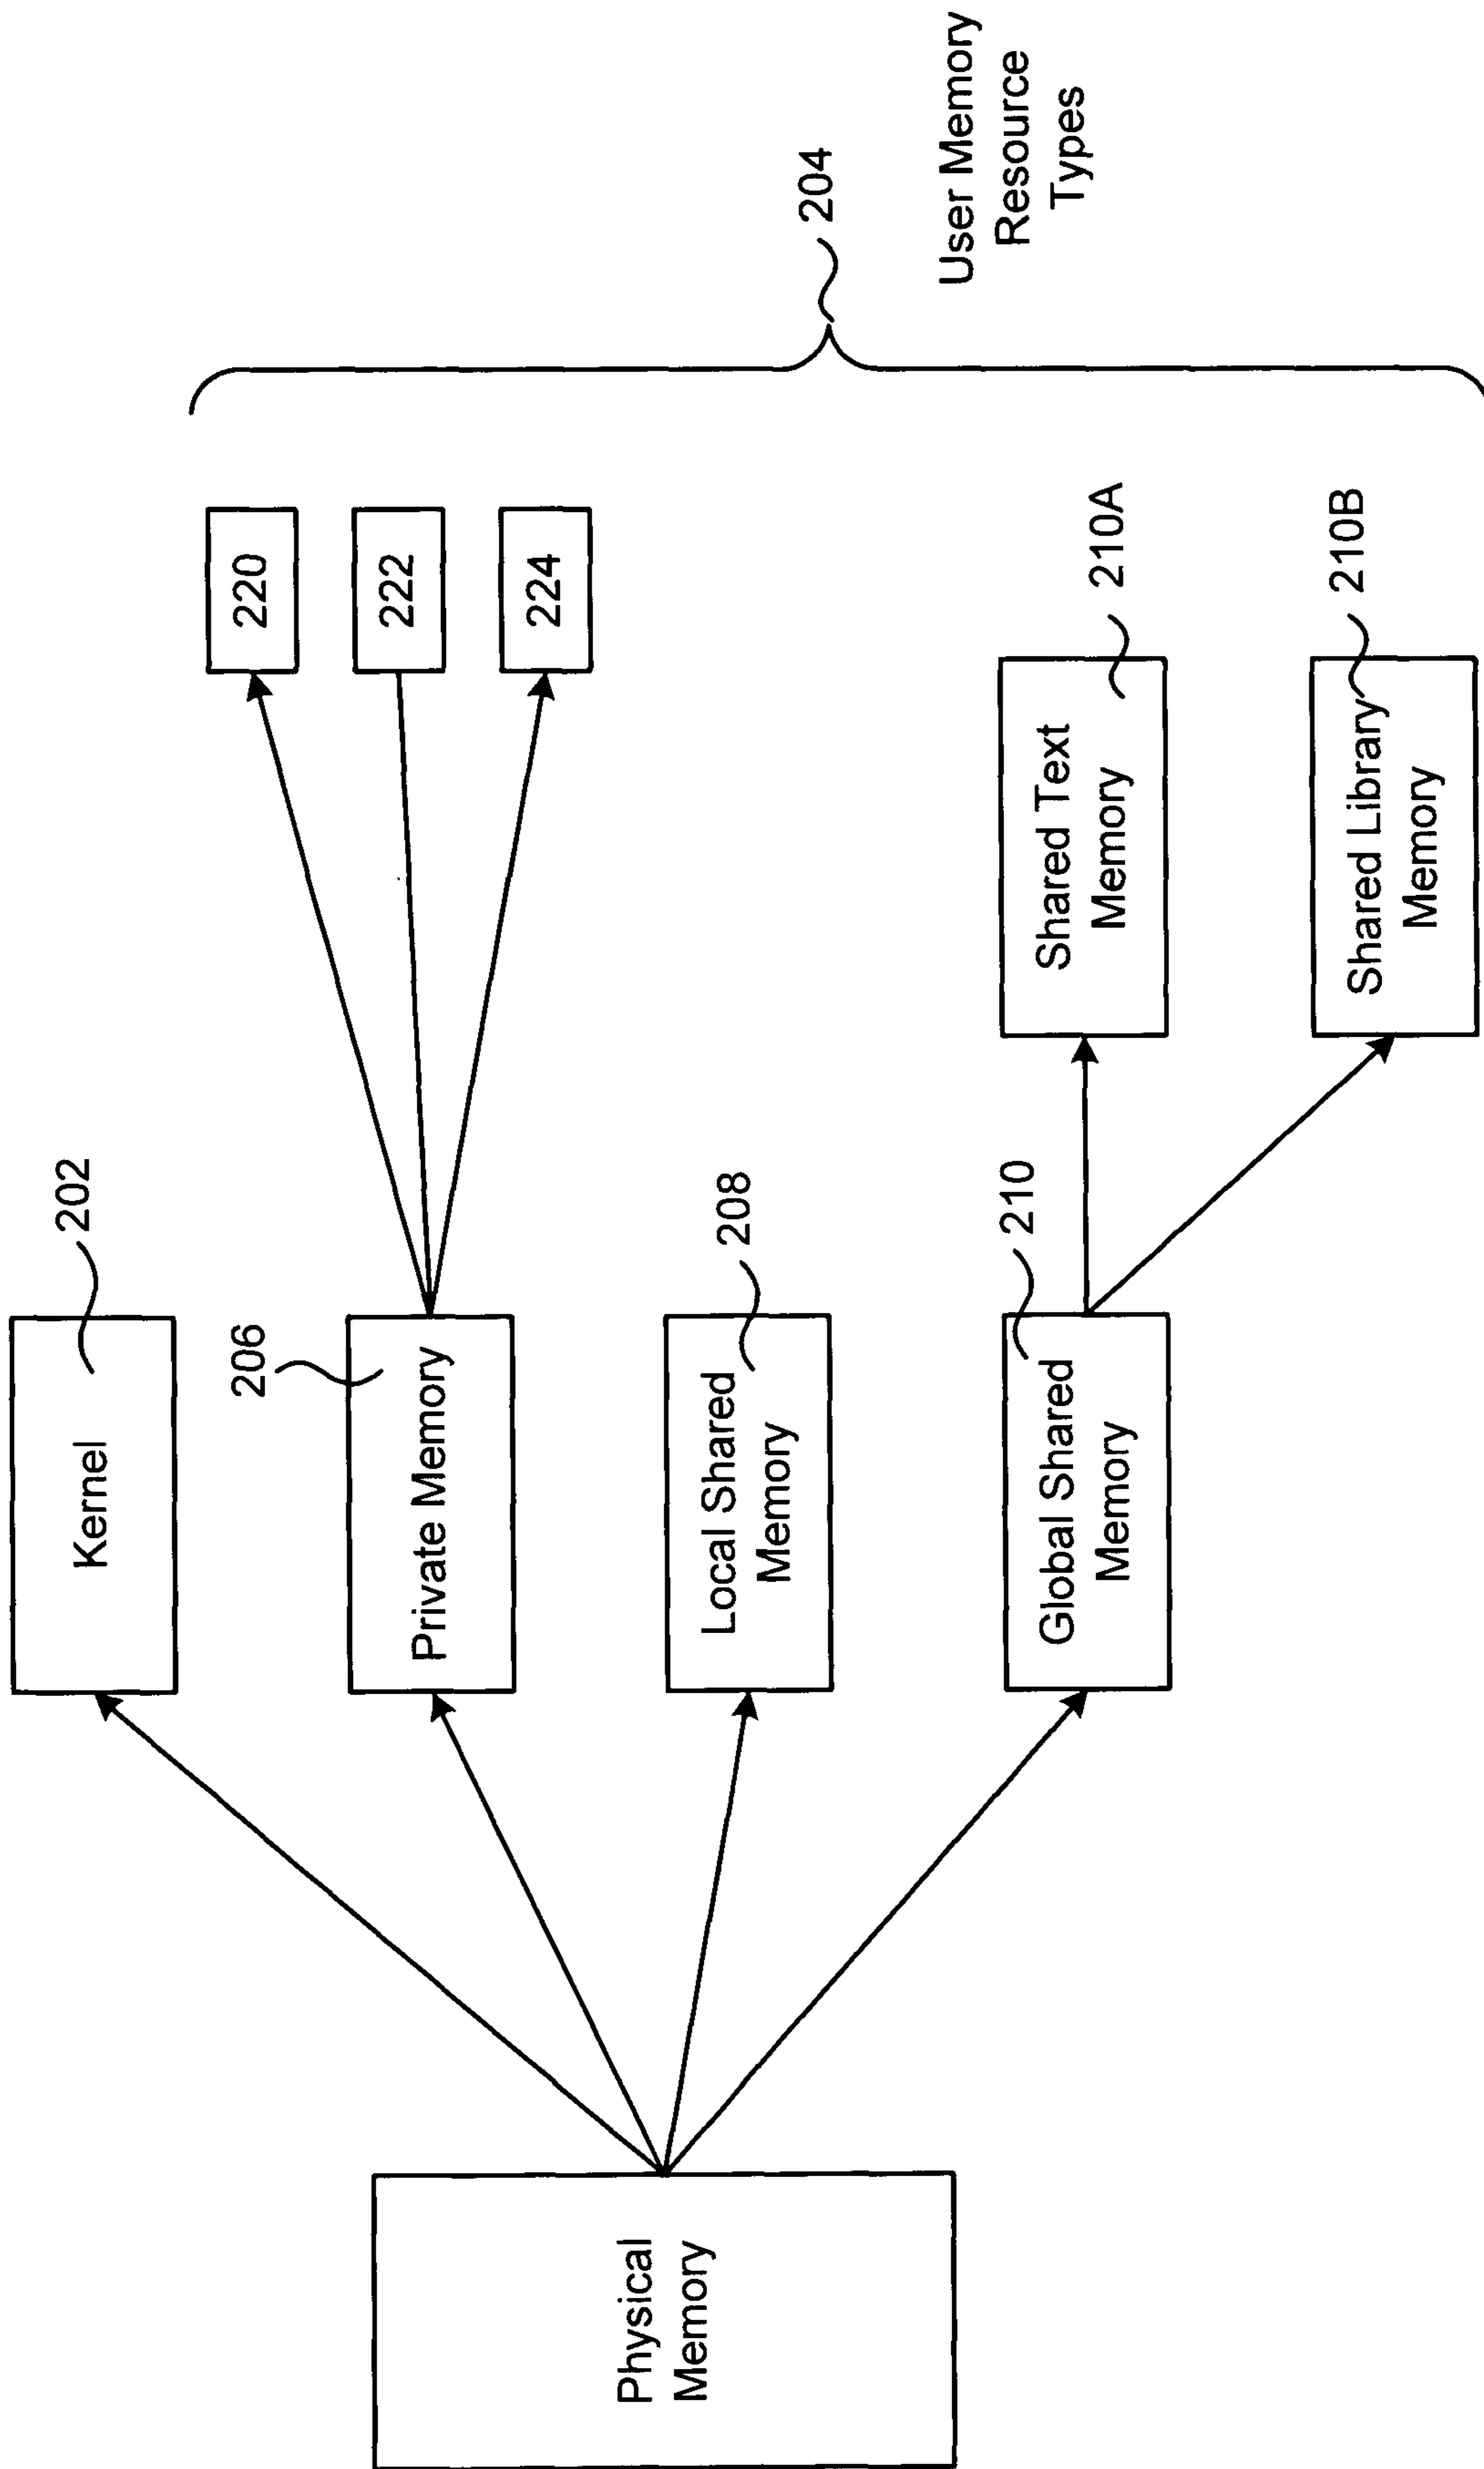 Physical
Memory
Kernel
202
206
Private Memory
Local Shared
Memory
208
Global Shared
Memory
210
220
222
224
Shared Text
Memory
210A
Shared Library
Memory
210B
204
User Memory
Resource
Types